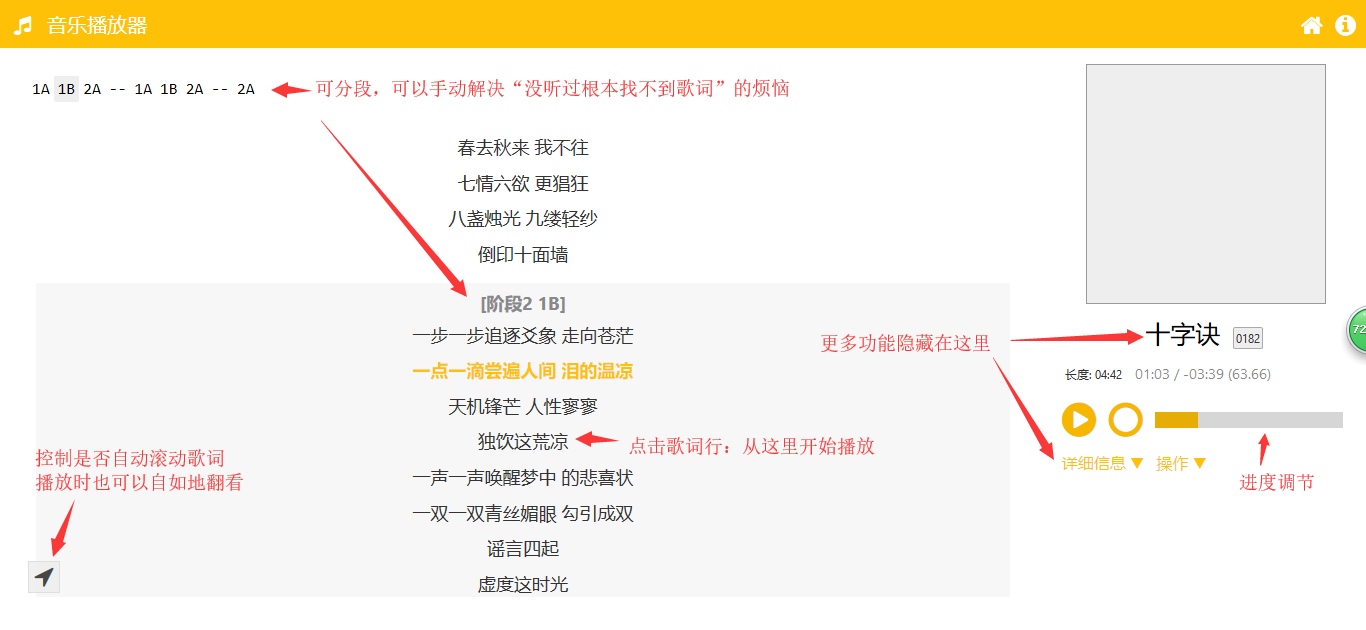 音乐播放器
1A 1B 2A -- 1A 1B 2A -- 2A
可分段，可以手动解决“没听过根本找不到歌词”的烦恼
春去秋来 我不往
七情六欲 更猖狂
八盏烛光 九缕轻纱
倒印十面墙
[阶段2 1B]
一步一步追逐爻象 走向苍茫
一点一滴尝遍人间 泪的温凉
天机锋芒 人性寥寥
独饮这荒凉
点击歌词行：从这里开始播放
一声一声唤醒梦中 的悲喜状
一双一双青丝媚眼 勾引成双
谣言四起
虚度这时光
控制是否自动滚动歌词
播放时也可以自如地翻看
更多功能隐藏在这里
十字诀 0182
长度: 04:42 01:03 / -03:39 (63.66)
详细信息 ▼ 操作 ▼
进度调节
72